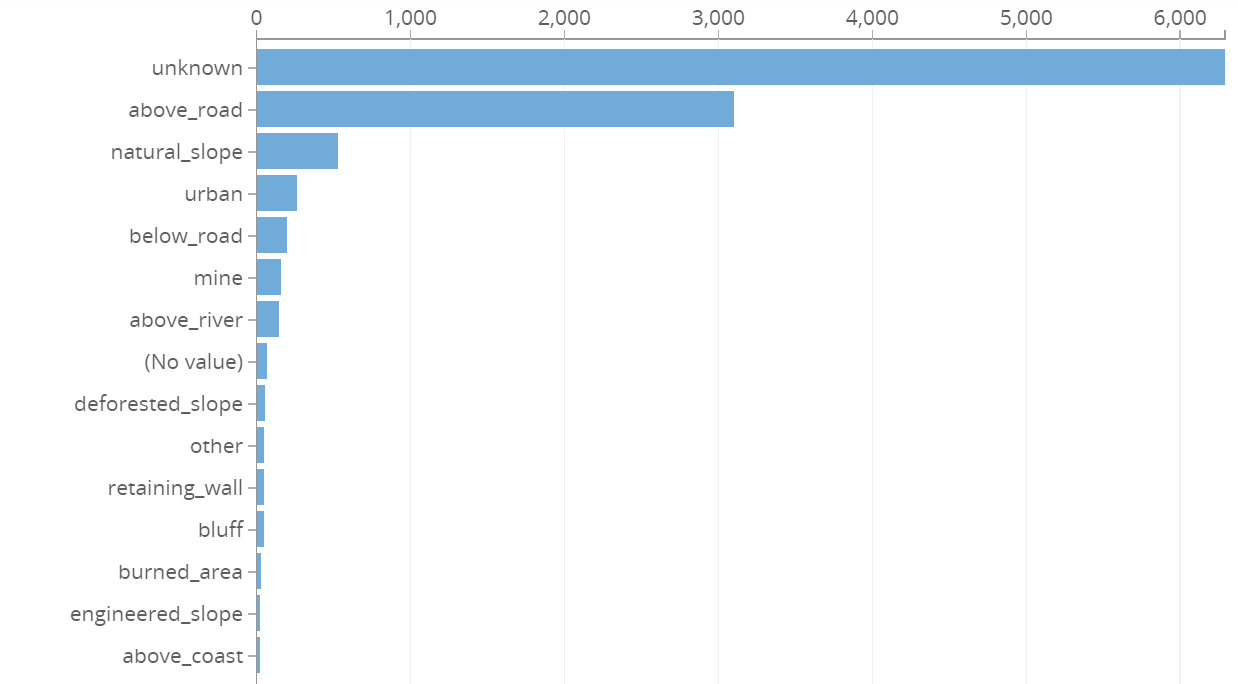 0 1,000 2,000 3,000 4,000 5,000 6,000
unknown
above_road
natural_slope
urban
below_road
mine
above_river
(No value)
deforested_slope
other
retaining_wall
bluff
burned_area
engineered_slope
above_coast